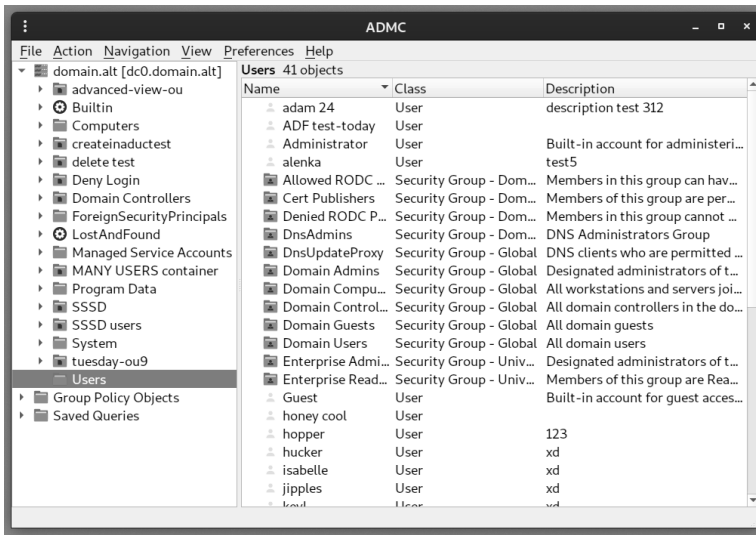 ADMC
File Action Navigation View Preferences Help
domain.alt [dc0.domain.alt]
advanced-view-ou
Builtin
Computers
createinaductest
delete test
Deny Login
Domain Controllers
ForeignSecurityPrincipals
LostAndFound
Managed Service Accounts
MANY USERS container
Program Data
SSSD
SSSD users
System
tuesday-ou9
Users
Group Policy Objects
Saved Queries
Users 41 objects
Name Class Description
adam 24 User description test 312
ADF test-today User
Administrator User Built-in account for administeri...
alenka User test5
Allowed RODC ... Security Group - Dom... Members in this group can hav...
Cert Publishers Security Group - Dom... Members of this group are per...
Denied RODC P... Security Group - Dom... Members in this group cannot ...
DnsAdmins Security Group - Dom... DNS Administrators Group
DnsUpdateProxy Security Group - Global DNS clients who are permitted ...
Domain Admins Security Group - Global Designated administrators of t...
Domain Compu... Security Group - Global All workstations and servers joi...
Domain Control... Security Group - Global All domain controllers in the do...
Domain Guests Security Group - Global All domain guests
Domain Users Security Group - Global All domain users
Enterprise Admi... Security Group - Univ... Designated administrators of t...
Enterprise Read... Security Group - Univ... Members of this group are Rea...
Guest User Built-in account for guest acces...
honey cool User
hopper User 123
hucker User xd
isabelle User xd
jipples User xd
User xd